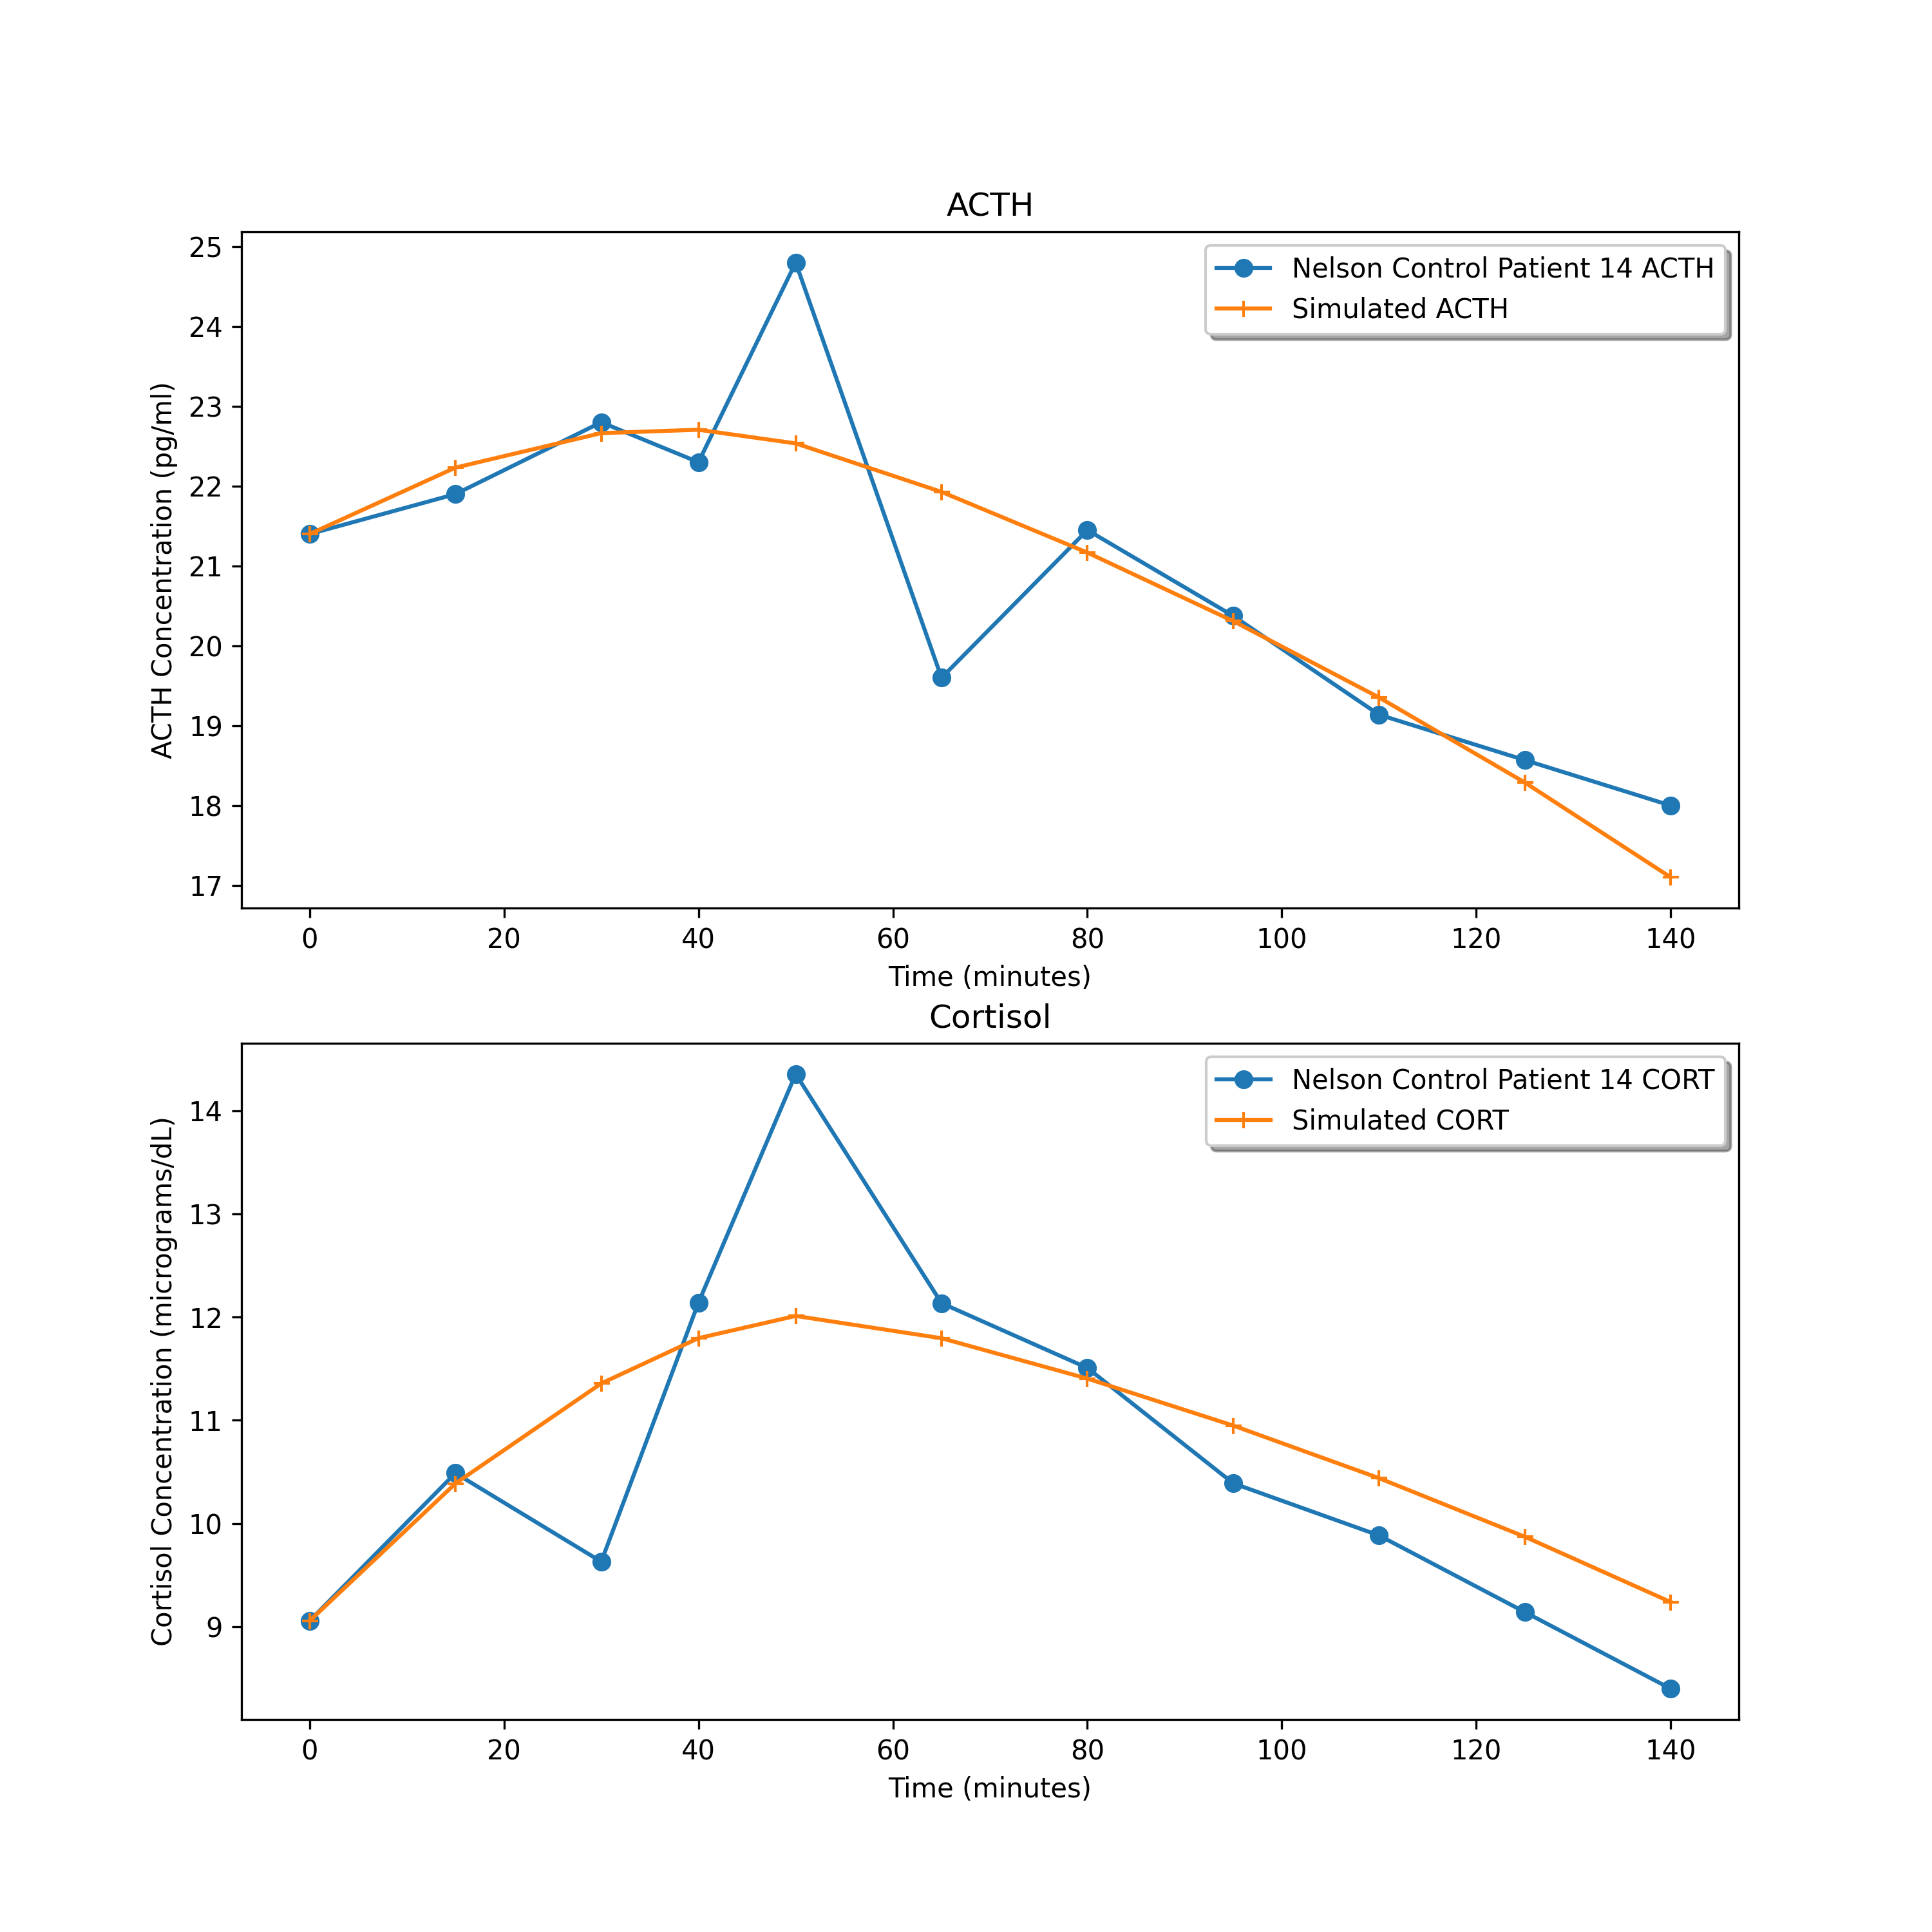 ACTH
25
24
23
22
21
20
19
18
17
ACTH Concentration (pg/ml)
Nelson Control Patient 14 ACTH
Simulated ACTH
0 20 40 60 80 100 120 140
Time (minutes)
Cortisol
14
13
12
11
10
9
Cortisol Concentration (micrograms/dL)
Nelson Control Patient 14 CORT
Simulated CORT
0 20 40 60 80 100 120 140
Time (minutes)